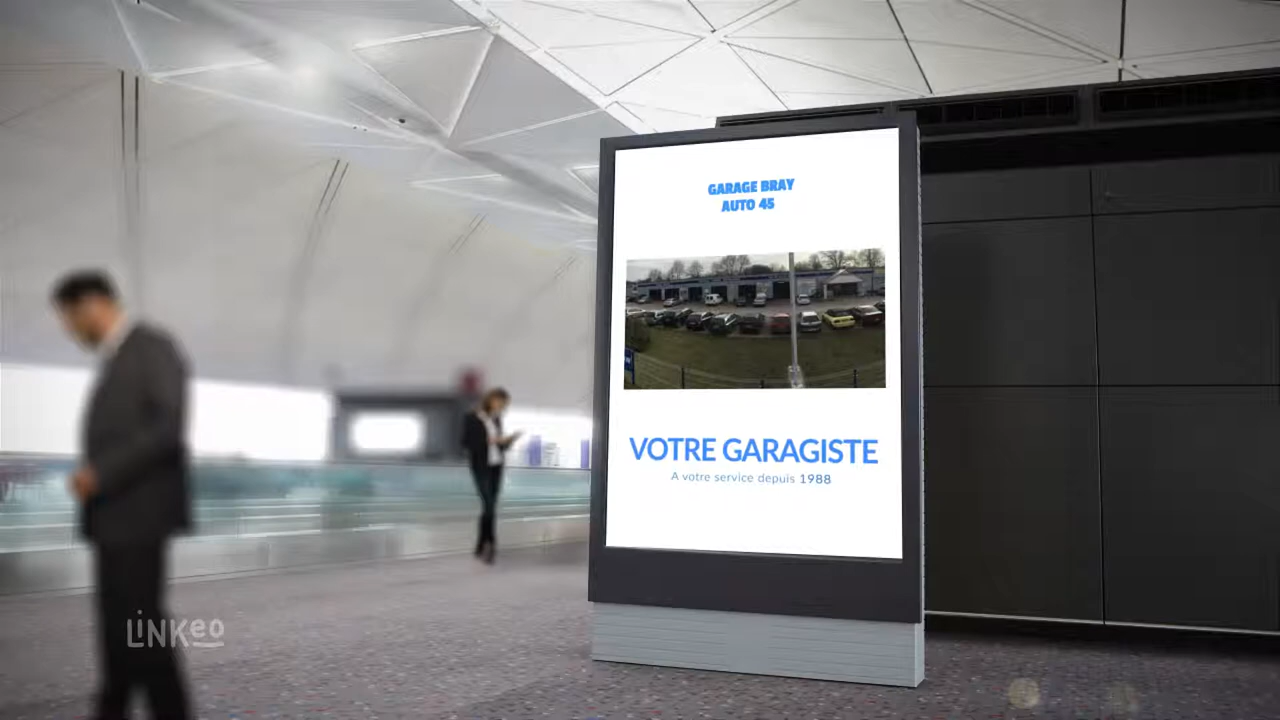 GARAGE BRAY
AUTO 45
VOTRE GARAGISTE
A votre service depuis 1988
LiNKeo